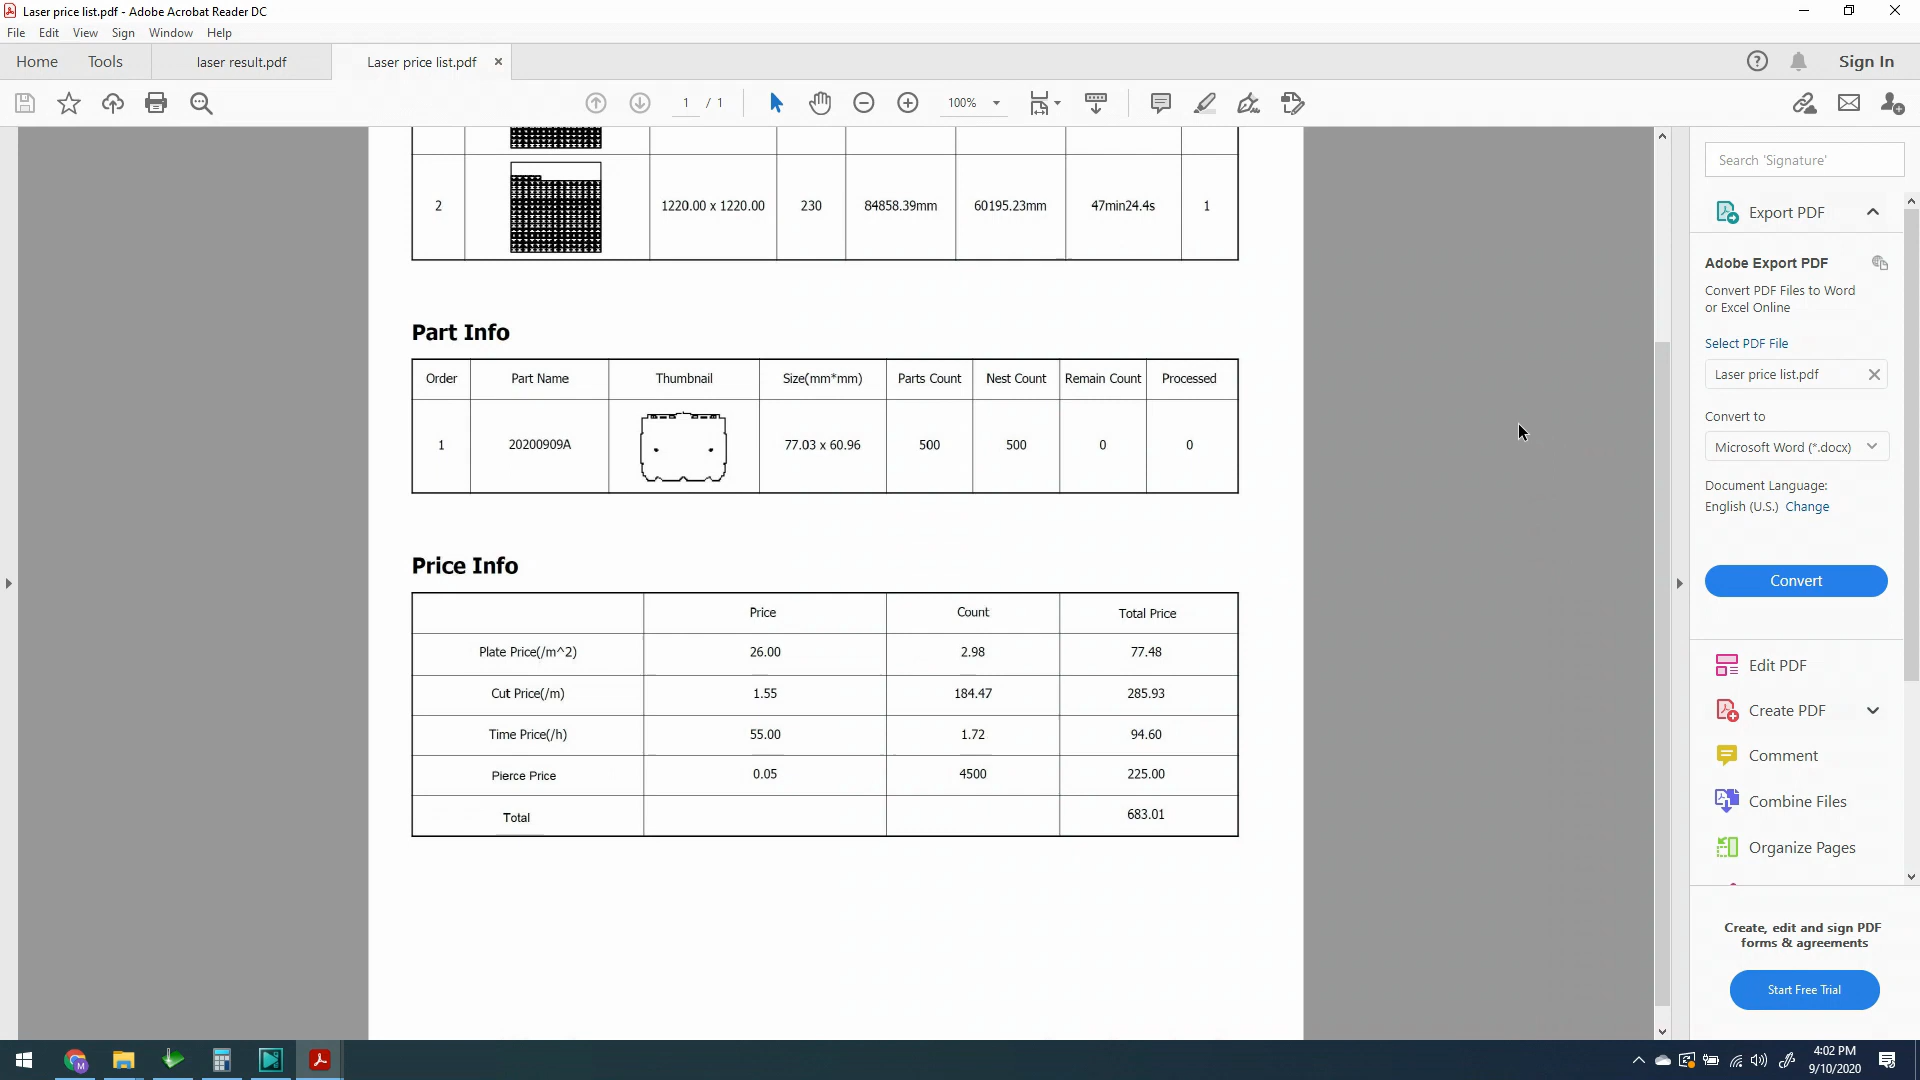 Laser price list.pdf - Adobe Acrobat Reader DC
File Edit View Sign Window Help
Home Tools laser result.pdf Laser price list.pdf Sign In
1 / 1 100%
2 1220.00 x 1220.00 230 84858.39mm 60195.23mm 47min24.4s 1
Part Info
Order Part Name Thumbnail Size(mm*mm) Parts Count Nest Count Remain Count Processed
1 20200909A 77.03 x 60.96 500 500 0 0
Price Info
Price Count Total Price
Plate Price(/m^2) 26.00 2.98 77.48
Cut Price(/m) 1.55 184.47 285.93
Time Price(/h) 55.00 1.72 94.60
Pierce Price 0.05 4500 225.00
Total 683.01
Search 'Signature'
Export PDF
Adobe Export PDF
Convert PDF Files to Word
or Excel Online
Select PDF File
Laser price list.pdf
Convert to
Microsoft Word (*.docx)
Document Language:
English (U.S.) Change
Convert
Edit PDF
Create PDF
Comment
Combine Files
Organize Pages
Create, edit and sign PDF
forms & agreements
Start Free Trial
4:02 PM
9/10/2020